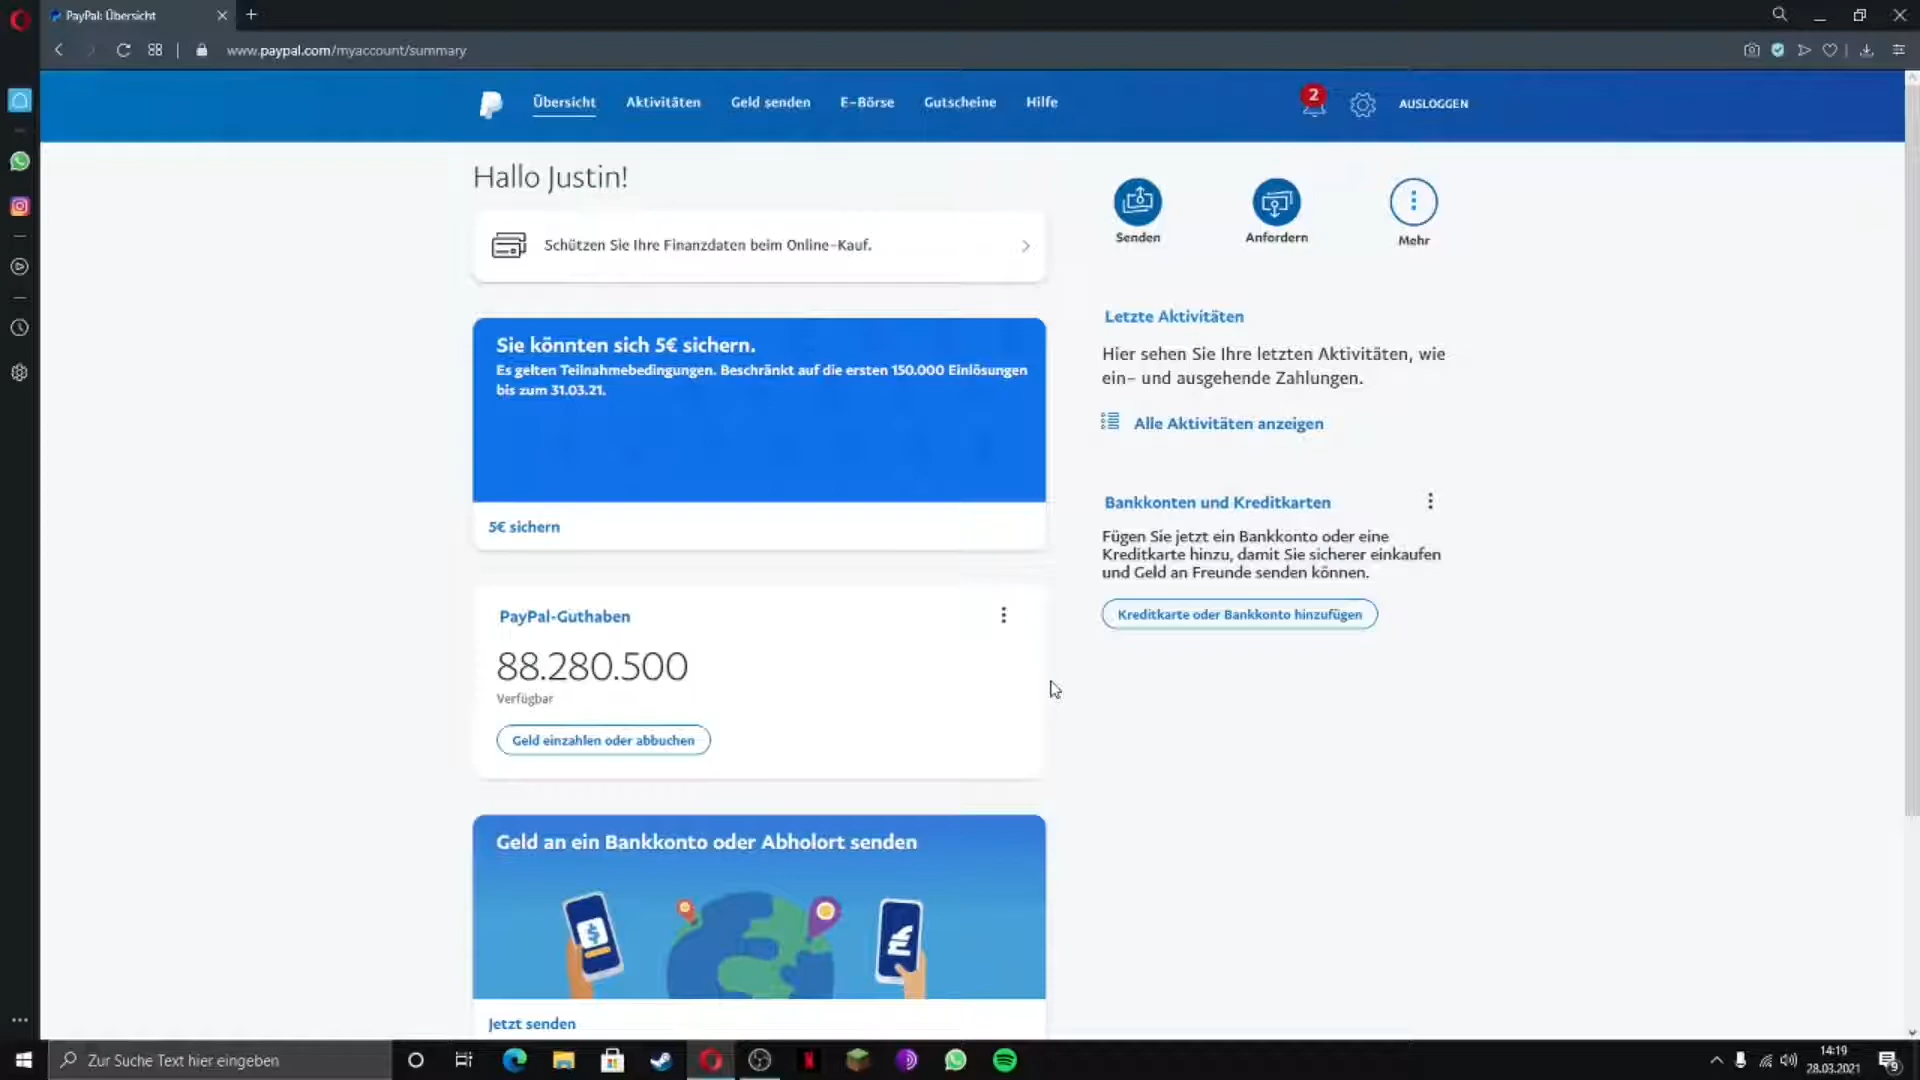 PayPal: Übersicht
www.paypal.com/myaccount/summary
Übersicht Aktivitäten Geld senden E-Börse Gutscheine Hilfe 2 AUSLOGGEN
Hallo Justin!
Schützen Sie Ihre Finanzdaten beim Online-Kauf.
Sie könnten sich 5€ sichern.
Es gelten Teilnahmebedingungen. Beschränkt auf die ersten 150.000 Einlösungen
bis zum 31.03.21.
5€ sichern
PayPal-Guthaben
88.280.500
Verfügbar
Geld einzahlen oder abbuchen
Geld an ein Bankkonto oder Abholort senden
$
Jetzt senden
Senden Anfordern Mehr
Letzte Aktivitäten
Hier sehen Sie Ihre letzten Aktivitäten, wie
ein- und ausgehende Zahlungen.
Alle Aktivitäten anzeigen
Bankkonten und Kreditkarten
Fügen Sie jetzt ein Bankkonto oder eine
Kreditkarte hinzu, damit Sie sicherer einkaufen
und Geld an Freunde senden können.
Kreditkarte oder Bankkonto hinzufügen
Zur Suche Text hier eingeben
14:19
28.03.2021
9